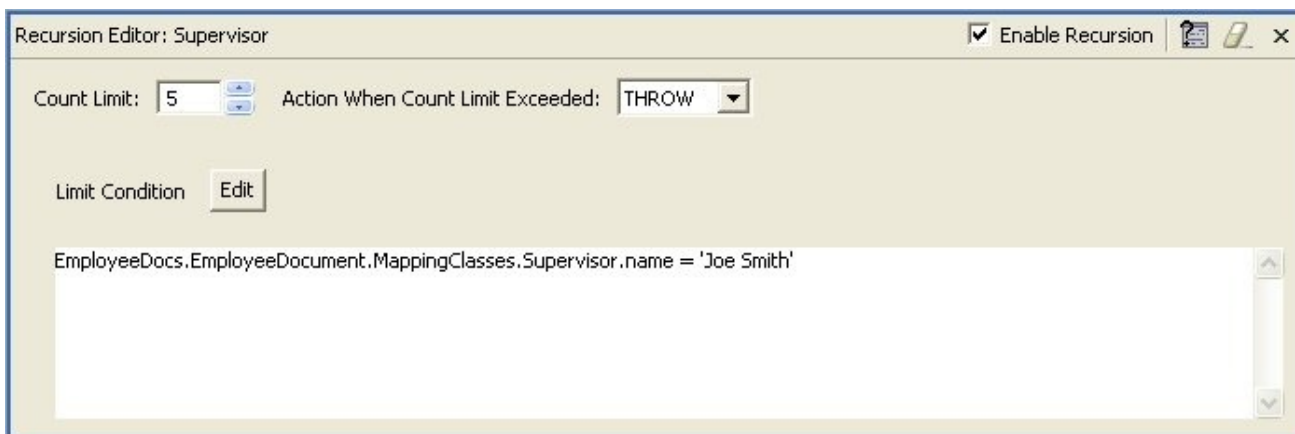 Recursion Editor: Supervisor Enable Recursion
Count Limit: 5 Action When Count Limit Exceeded: THROW
Limit Condition Edit
EmployeeDocs.EmployeeDocument.MappingClasses.Supervisor.name = 'Joe Smith'